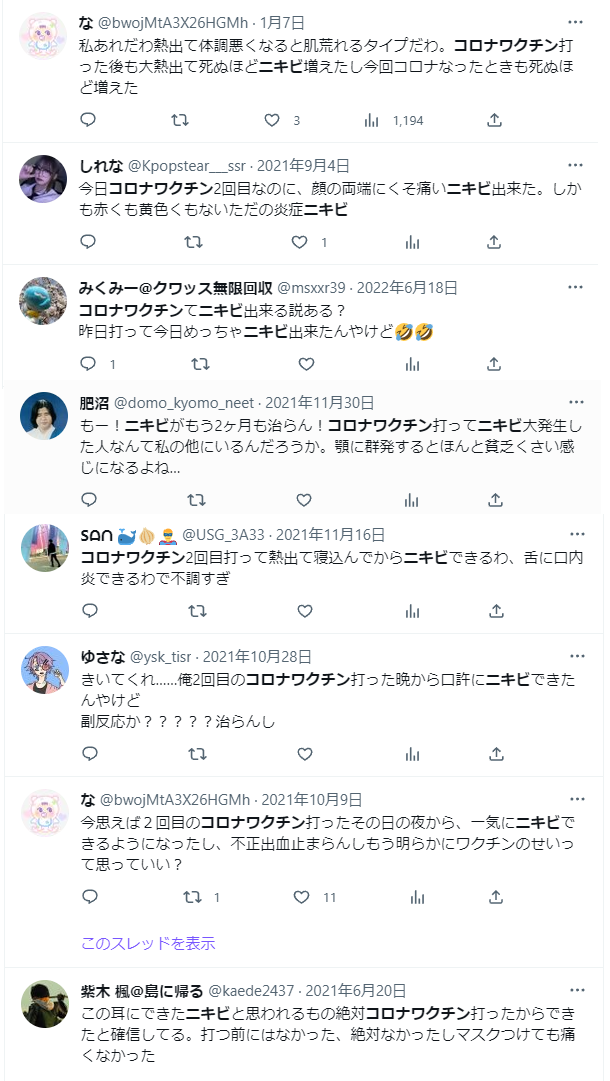 な @bwojMtA3X26HGMh · 1月7日
私あれだわ熱出て体調悪くなると肌荒れるタイプだわ。コロナワクチン打
った後も大熱出て死ぬほどニキビ増えたし今回コロナなったときも死ぬほ
ど増えた
3 1,194
しれな @Kpopstear___ssr · 2021年9月4日
今日コロナワクチン2回目なのに、顔の両端にくそ痛いニキビ出来た。しか
も赤くも黄色くもないただの炎症ニキビ
1
みくみー@クワッス無限回収 @msxxr39 · 2022年6月18日
コロナワクチンてニキビ出来る説ある？
昨日打って今日めっちゃニキビ出来たんやけど🤣🤣
1
肥沼 @domo_kyomo_neet · 2021年11月30日
もー！ニキビがもう2ヶ月も治らん！コロナワクチン打ってニキビ大発生し
た人なんて私の他にいるんだろうか。顎に群発するとほんと貧乏くさい感
じになるよね...
@USG_3A33 · 2021年11月16日
コロナワクチン2回目打って熱出て寝込んでからニキビできるわ、舌に口内
炎できるわで不調すぎ
ゆさな @ysk_tisr · 2021年10月28日
きいてくれ......俺2回目のコロナワクチン打った晩から口許にニキビできた
んやけど
副反応か？？？？？治らんし
な @bwojMtA3X26HGMh · 2021年10月9日
今思えば２回目のコロナワクチン打ったその日の夜から、一気にニキビで
きるようになったし、不正出血止まらんしもう明らかにワクチンのせいっ
て思っていい？
1 11
このスレッドを表示
紫木 楓@島に帰る @kaede2437 · 2021年6月20日
この耳にできたニキビと思われるもの絶対コロナワクチン打ったからでき
たと確信してる。打つ前にはなかった、絶対なかったしマスクつけても痛
くなかった